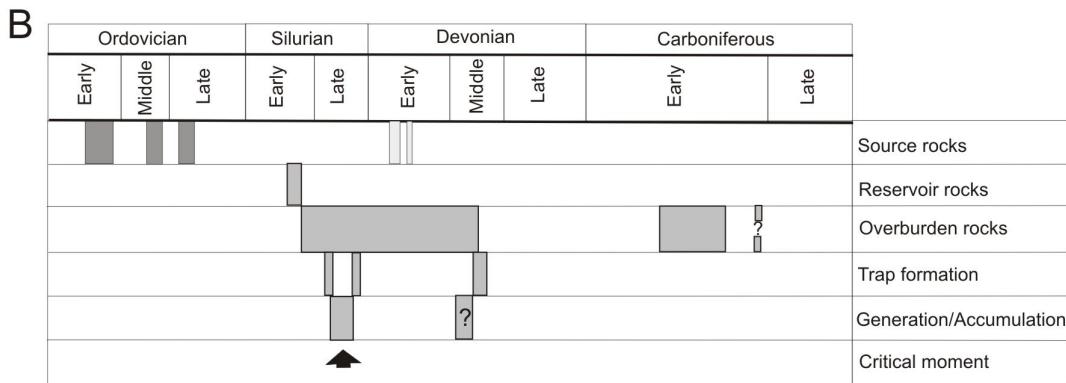 B
Ordovician Silurian Devonian Carboniferous
Early Middle Late Early Late Early Middle Late Early Late
Source rocks
Reservoir rocks
? Overburden rocks
Trap formation
? Generation/Accumulation
Critical moment